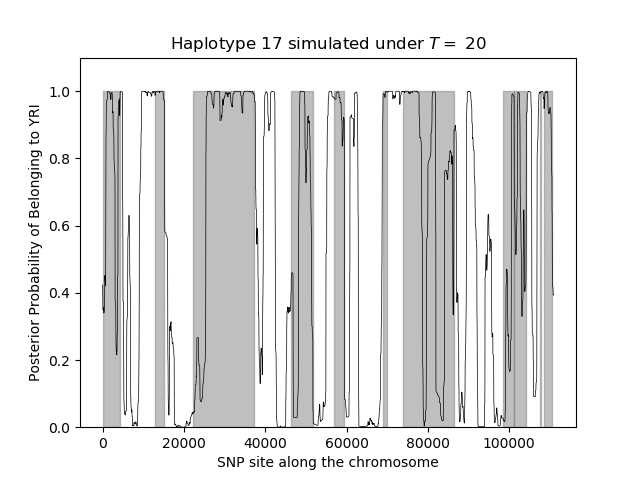 Haplotype 17 simulated under T = 20
Posterior Probability of Belonging to YRI
1.0
0.8
0.6
0.4
0.2
0.0
0 20000 40000 60000 80000 100000
SNP site along the chromosome